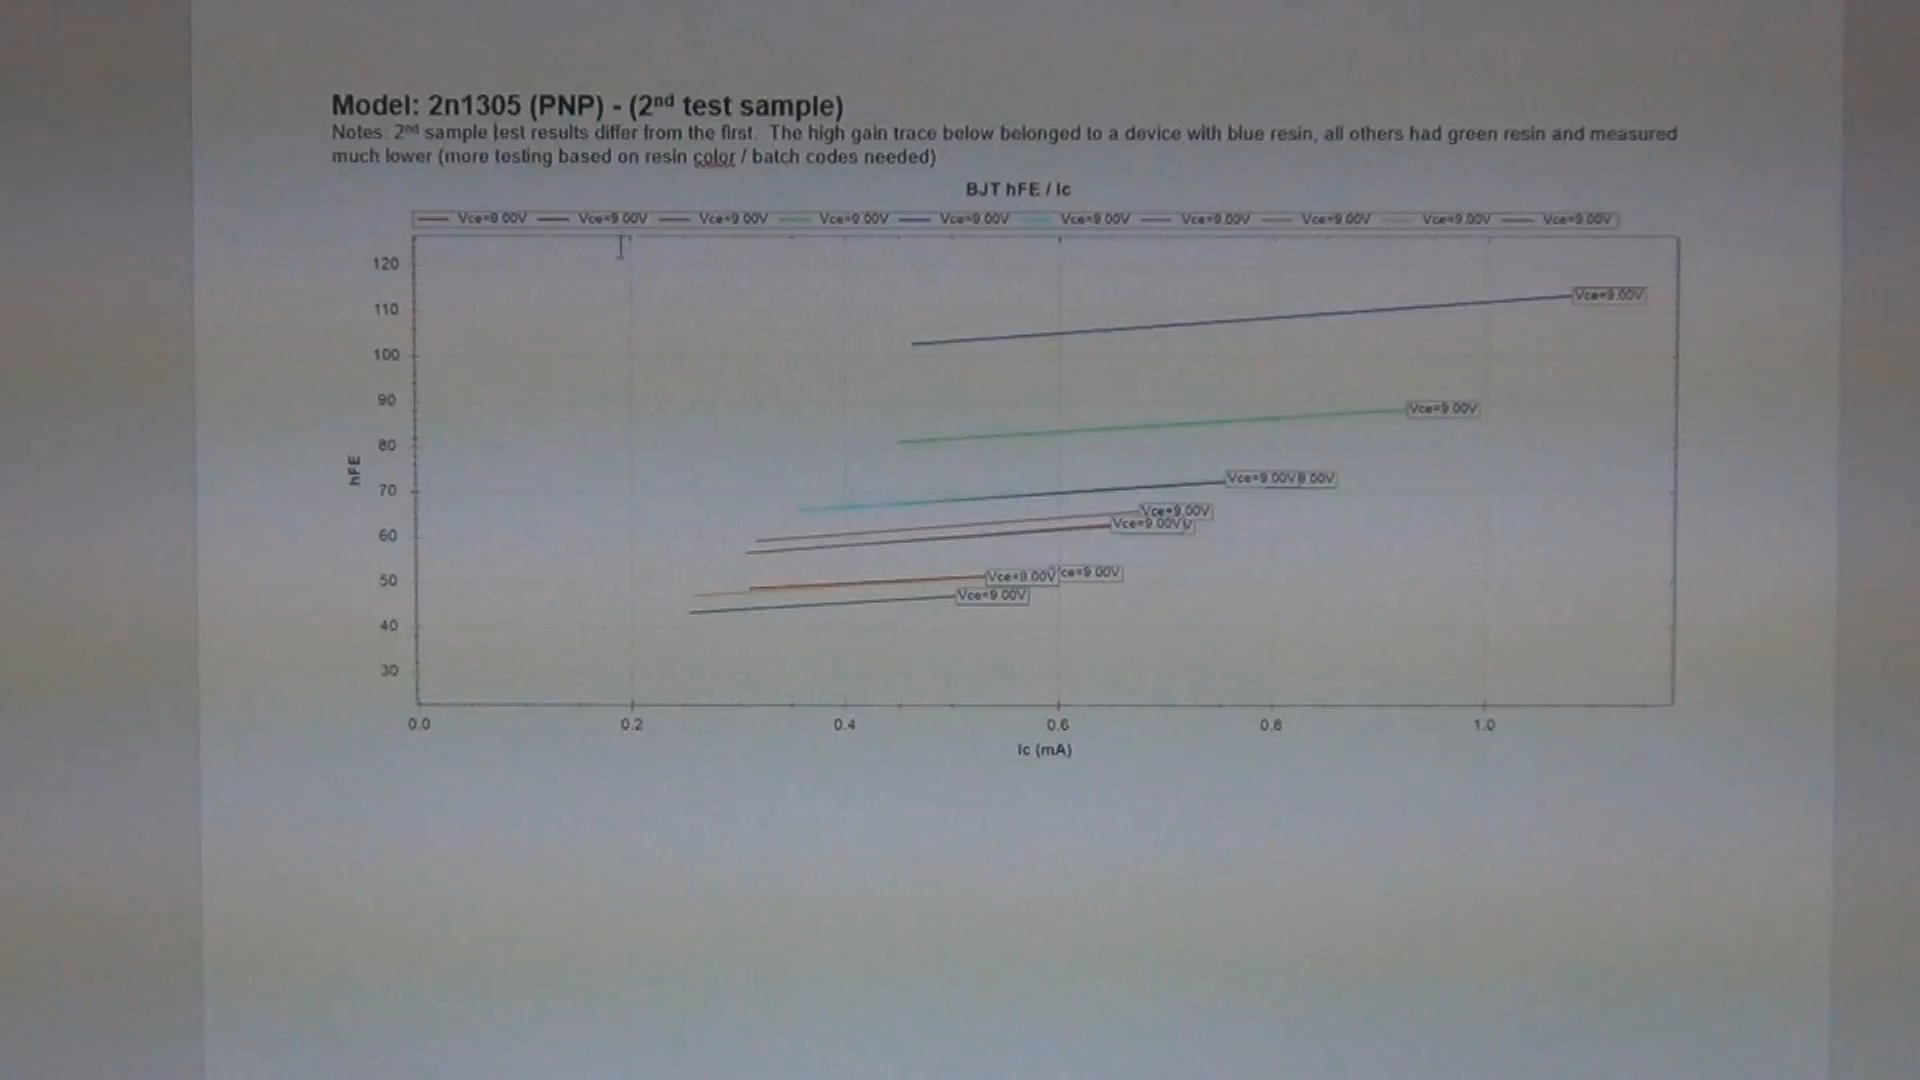 Model: 2n1305 (PNP) - (2nd test sample)
Notes: 2nd sample test results differ from the first. The high gain trace below belonged to a device with blue resin, all others had green resin and measured
much lower (more testing based on resin color / batch codes needed)
BJT hFE / Ic
Vce=9.00V Vce=9.00V Vce=9.00V Vce=9.00V Vce=9.00V Vce=9.00V Vce=9.00V Vce=9.00V Vce=9.00V Vce=9.00V
120
Vce=9.00V
110
100
90
Vce=9.00V
80
hFE
Vce=9.00V 9.00V
70
Vce=9.00V
Vce=9.00V V
60
Vce=9.00V ce=9.00V
50
Vce=9.00V
40
30
0.0 0.2 0.4 0.6 0.8 1.0
Ic (mA)